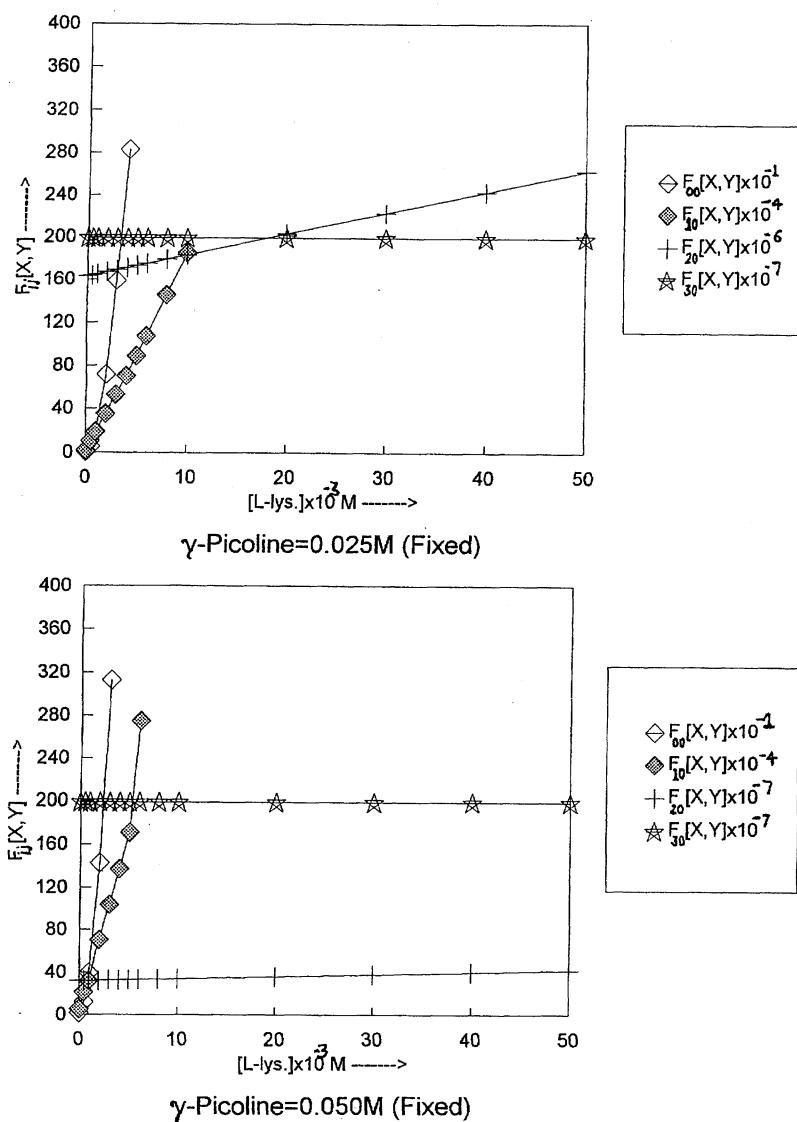 400
360
320
280
240
200
160
120
80
40
0
F_ij[X,Y] ------->
0 10 20 30 40 50
[L-lys.]x10^-3 M ------->
γ-Picoline=0.025M (Fixed)
F_00[X,Y]x10^-1
F_10[X,Y]x10^-4
F_20[X,Y]x10^-6
F_30[X,Y]x10^-7
400
360
320
280
240
200
160
120
80
40
0
F_ij[X,Y] ------->
0 10 20 30 40 50
[L-lys.]x10^-3 M ------->
γ-Picoline=0.050M (Fixed)
F_00[X,Y]x10^-1
F_10[X,Y]x10^-4
F_20[X,Y]x10^-7
F_30[X,Y]x10^-7